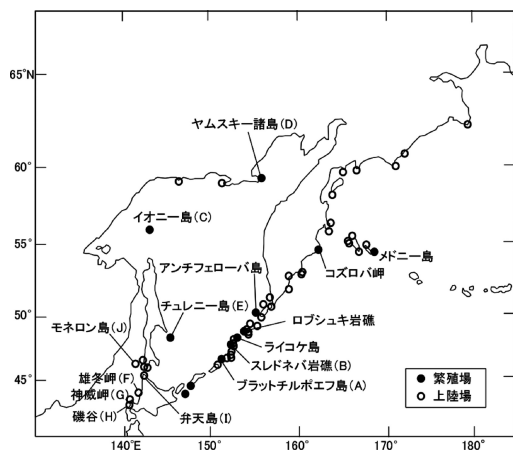 65°N
60°
55°
50°
45°
ヤムスキー諸島(D)
イオニー島(C)
アンチフェローバ島
メドニー島
コズロバ岬
チュレニー島(E)
ロブシュキ岩礁
モネロン島(J)
ライコケ島
スレドネバ岩礁(B)
雄冬岬(F)
ブラットチルポエフ島(A)
神威岬(G)
磯谷(H)
弁天島(I)
● 繁殖場
○ 上陸場
140°E 150° 160° 170° 180°